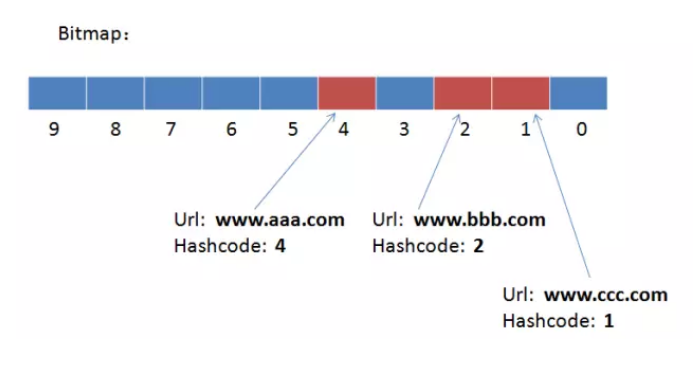 Bitmap：
9 8 7 6 5 4 3 2 1 0
Url: www.aaa.com
Hashcode: 4
Url: www.bbb.com
Hashcode: 2
Url: www.ccc.com
Hashcode: 1